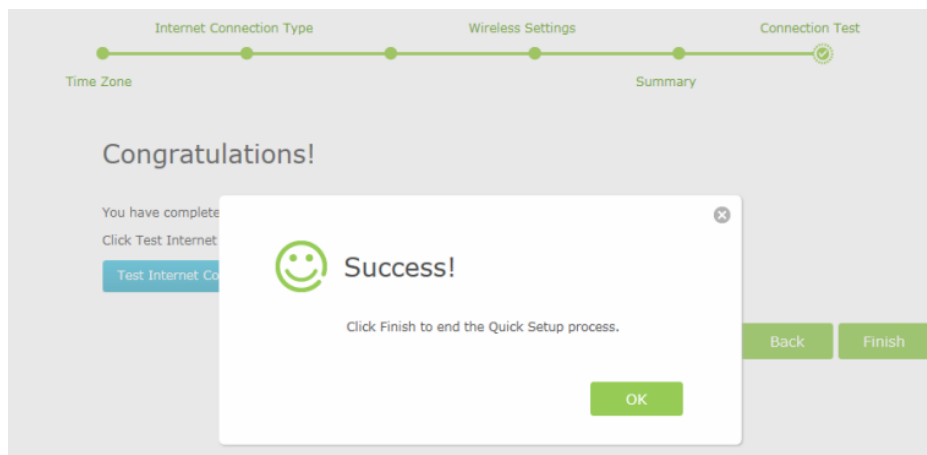 Internet Connection Type
Wireless Settings
Connection Test
Time Zone
Summary
Congratulations!
You have complete
Click Test Internet
Test Internet Co
Success!
Click Finish to end the Quick Setup process.
Back
Finish
OK